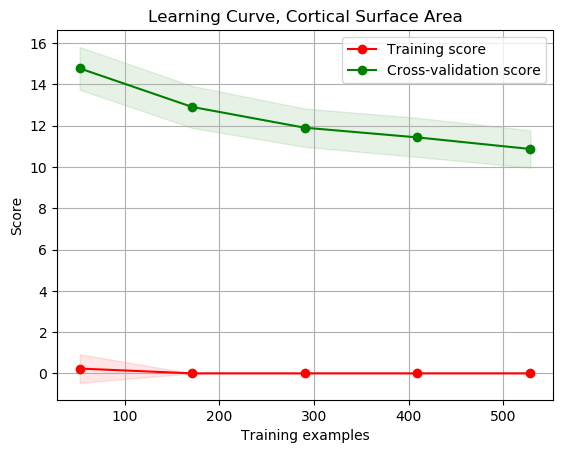 Learning Curve, Cortical Surface Area
Training score
Cross-validation score
Score
16
14
12
10
8
6
4
2
0
100
200
300
400
500
Training examples